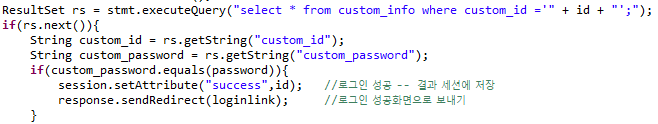 ResultSet rs = stmt.executeQuery("select * from custom_info where custom_id ='" + id + "';");
if(rs.next()){
    String custom_id = rs.getString("custom_id");
    String custom_password = rs.getString("custom_password");
    if(custom_password.equals(password)){
        session.setAttribute("success",id);    //로그인 성공 -- 결과 세션에 저장
        response.sendRedirect(loginlink);    //로그인 성공화면으로 보내기
    }